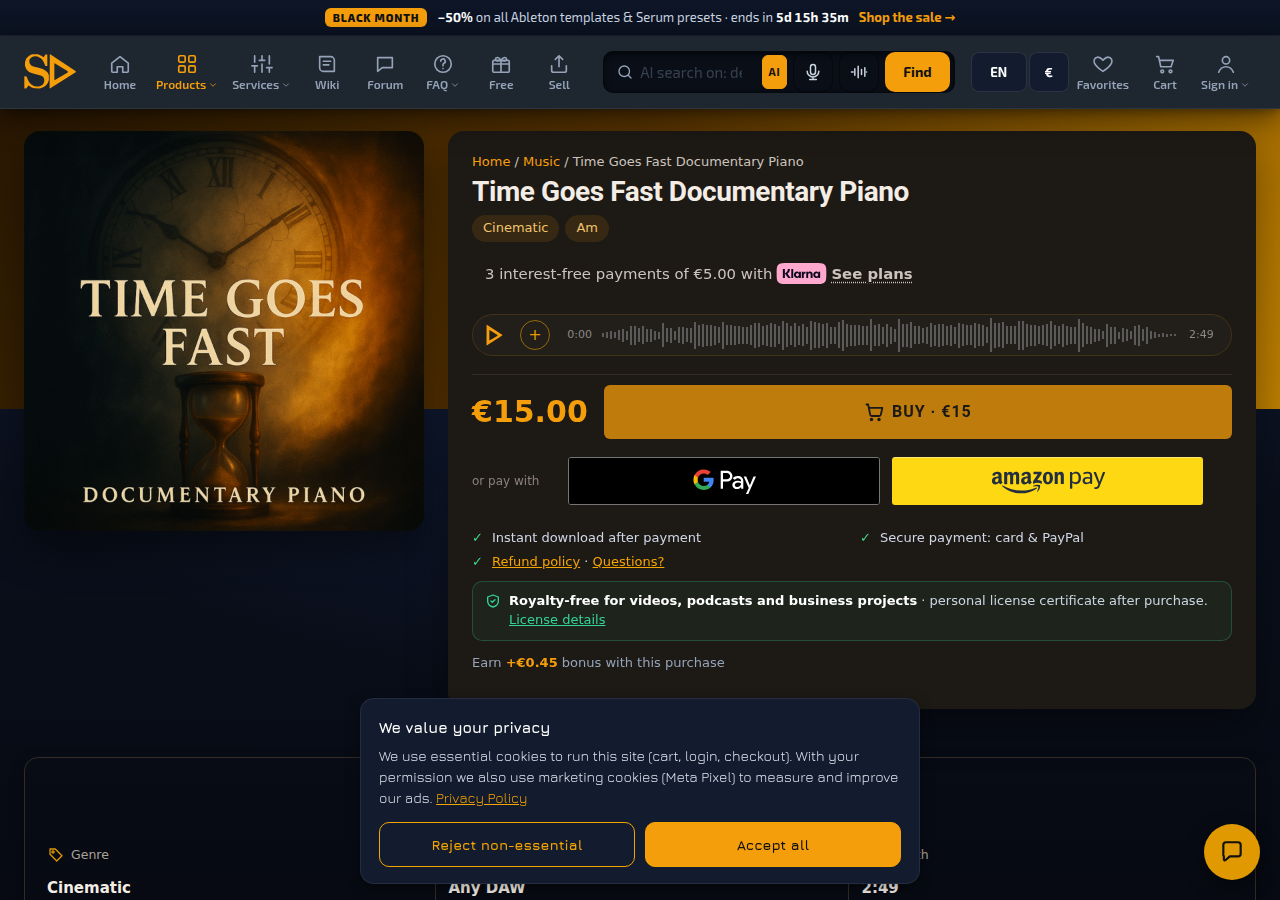 BLACK MONTH −50% on all Ableton templates & Serum presets · ends in 5d 15h 35m Shop the sale →
SD
Home
Products
Services
Wiki
Forum
FAQ
Free
Sell
AI search on: de
AI
Find
EN
€
Favorites
Cart
Sign in
TIME GOES
FAST
DOCUMENTARY PIANO
Home / Music / Time Goes Fast Documentary Piano
Time Goes Fast Documentary Piano
Cinematic Am
3 interest-free payments of €5.00 with Klarna See plans
0:00
2:49
€15.00
BUY · €15
or pay with
G Pay
amazon pay
✓ Instant download after payment
✓ Secure payment: card & PayPal
✓ Refund policy · Questions?
Royalty-free for videos, podcasts and business projects · personal license certificate after purchase.
License details
Earn +€0.45 bonus with this purchase
We value your privacy
We use essential cookies to run this site (cart, login, checkout). With your
permission we also use marketing cookies (Meta Pixel) to measure and improve
our ads. Privacy Policy
Reject non-essential
Accept all
Genre
Cinematic
Any DAW
2:49